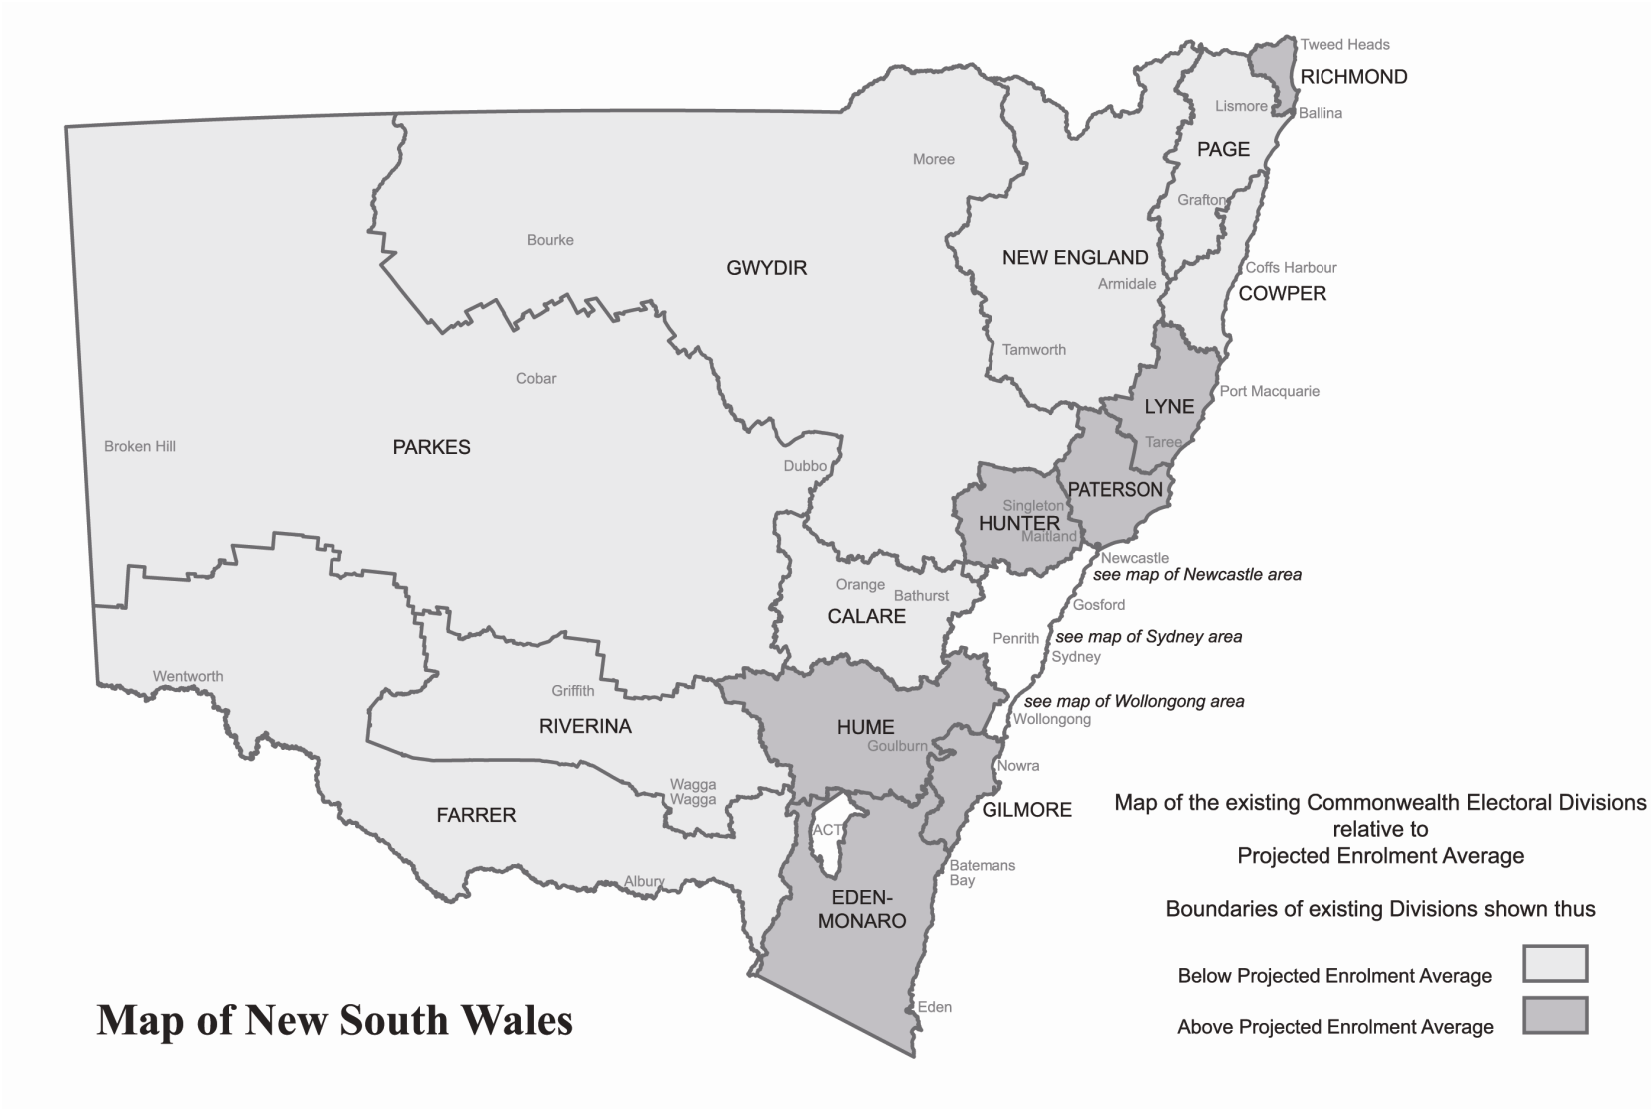 Tweed Heads
RICHMOND
Lismore
Ballina
PAGE
Moree
Grafton
Bourke
GWYDIR
NEW ENGLAND
Armidale
Coffs Harbour
COWPER
Tamworth
Cobar
Port Macquarie
LYNE
Taree
Broken Hill
PARKES
Dubbo
PATERSON
Singleton
HUNTER
Maitland
Newcastle
see map of Newcastle area
Orange
Bathurst
CALARE
Gosford
Penrith
see map of Sydney area
Sydney
Wentworth
Griffith
RIVERINA
see map of Wollongong area
Wollongong
HUME
Goulburn
Nowra
Wagga
Wagga
FARRER
GILMORE
ACT
Batemans
Bay
Albury
EDEN-
MONARO
Eden
Map of the existing Commonwealth Electoral Divisions
relative to
Projected Enrolment Average
Boundaries of existing Divisions shown thus
Below Projected Enrolment Average
Above Projected Enrolment Average
Map of New South Wales